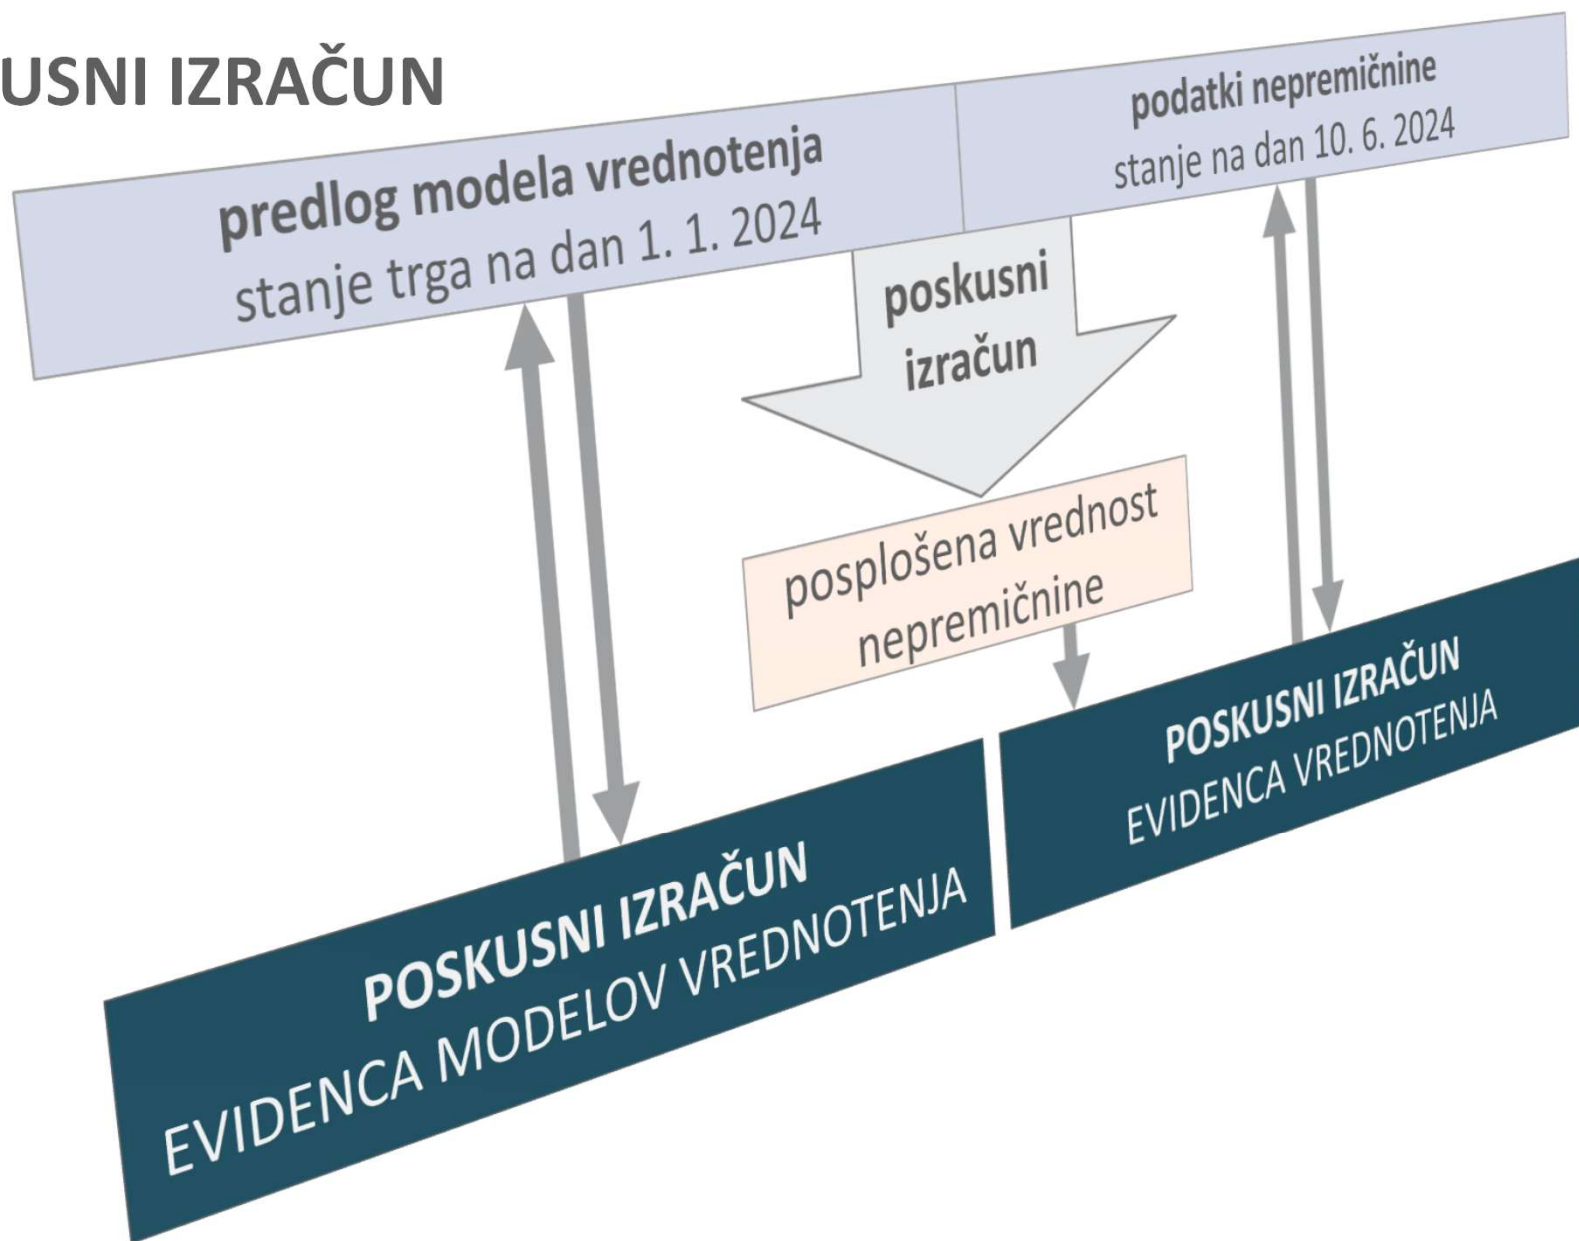 USNI IZRAČUN
predlog modela vrednotenja
stanje trga na dan 1. 1. 2024
podatki nepremičnine
stanje na dan 10. 6. 2024
poskusni
izračun
posplošena vrednost
nepremičnine
POSKUSNI IZRAČUN
EVIDENCA MODELOV VREDNOTENJA
POSKUSNI IZRAČUN
EVIDENCA VREDNOTENJA